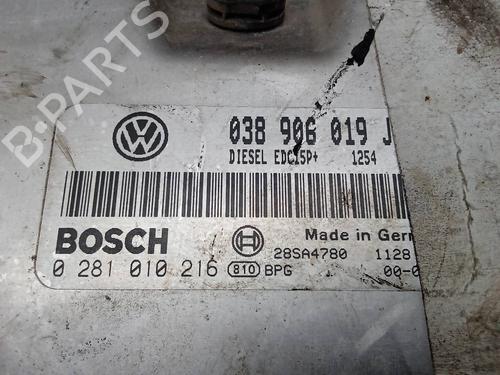 038 906 019 J
DIESEL EDC15P+ 1254
BOSCH
Made in Ger
28SA4780 1128
0 281 010 216 810 BPG 00-0
B-PARTS